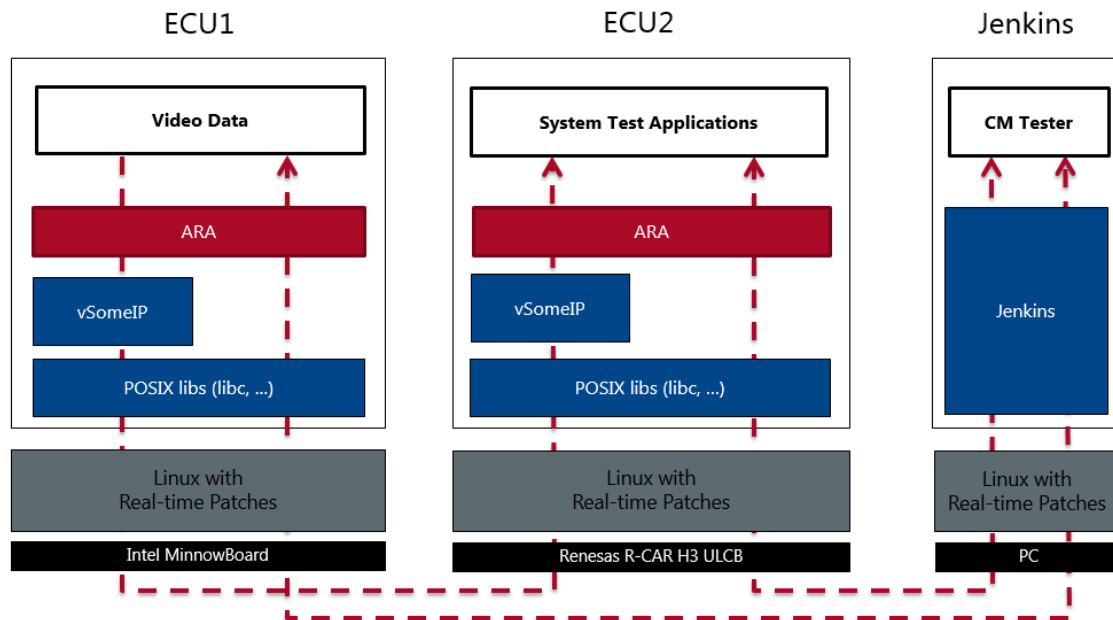 ECU1
ECU2
Jenkins
Video Data
System Test Applications
CM Tester
ARA
ARA
vSomeIP
vSomeIP
Jenkins
POSIX libs (libc, ...)
POSIX libs (libc, ...)
Linux with
Real-time Patches
Linux with
Real-time Patches
Linux with
Real-time Patches
Intel MinnowBoard
Renesas R-CAR H3 ULCB
PC